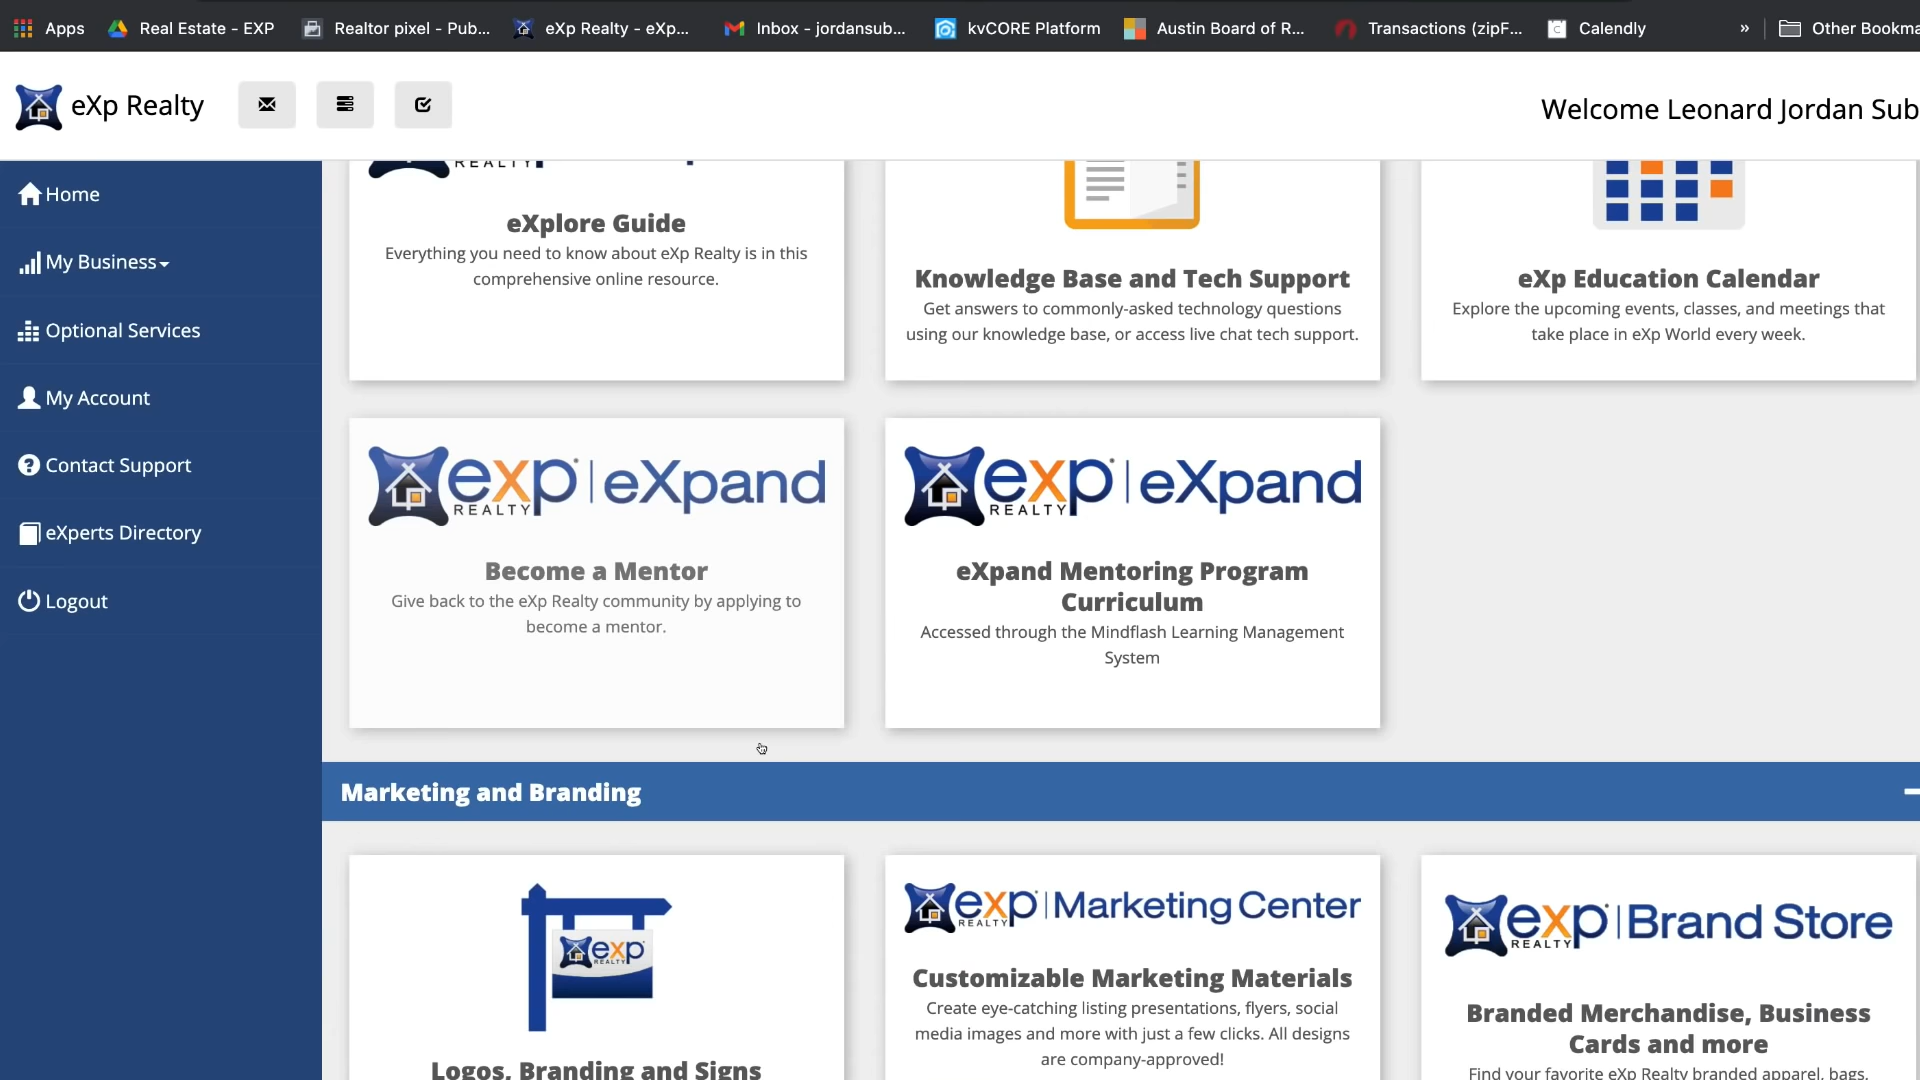 Apps
Real Estate - EXP
Realtor pixel - Pub...
eXp Realty - eXp...
Inbox - jordansub...
kvCORE Platform
Austin Board of R...
Transactions (zipF...
Calendly
»
Other Bookma
eXp Realty
Welcome Leonard Jordan Sub
Home
My Business
Optional Services
My Account
Contact Support
eXperts Directory
Logout
REALTY
eXplore Guide
Everything you need to know about eXp Realty is in this
comprehensive online resource.
Knowledge Base and Tech Support
Get answers to commonly-asked technology questions
using our knowledge base, or access live chat tech support.
eXp Education Calendar
Explore the upcoming events, classes, and meetings that
take place in eXp World every week.
exp REALTY | eXpand
Become a Mentor
Give back to the eXp Realty community by applying to
become a mentor.
exp REALTY | eXpand
eXpand Mentoring Program
Curriculum
Accessed through the Mindflash Learning Management
System
Marketing and Branding
exp REALTY
Logos, Branding and Signs
exp REALTY | Marketing Center
Customizable Marketing Materials
Create eye-catching listing presentations, flyers, social
media images and more with just a few clicks. All designs
are company-approved!
exp REALTY | Brand Store
Branded Merchandise, Business
Cards and more
Find your favorite eXp Realty branded apparel, bags,